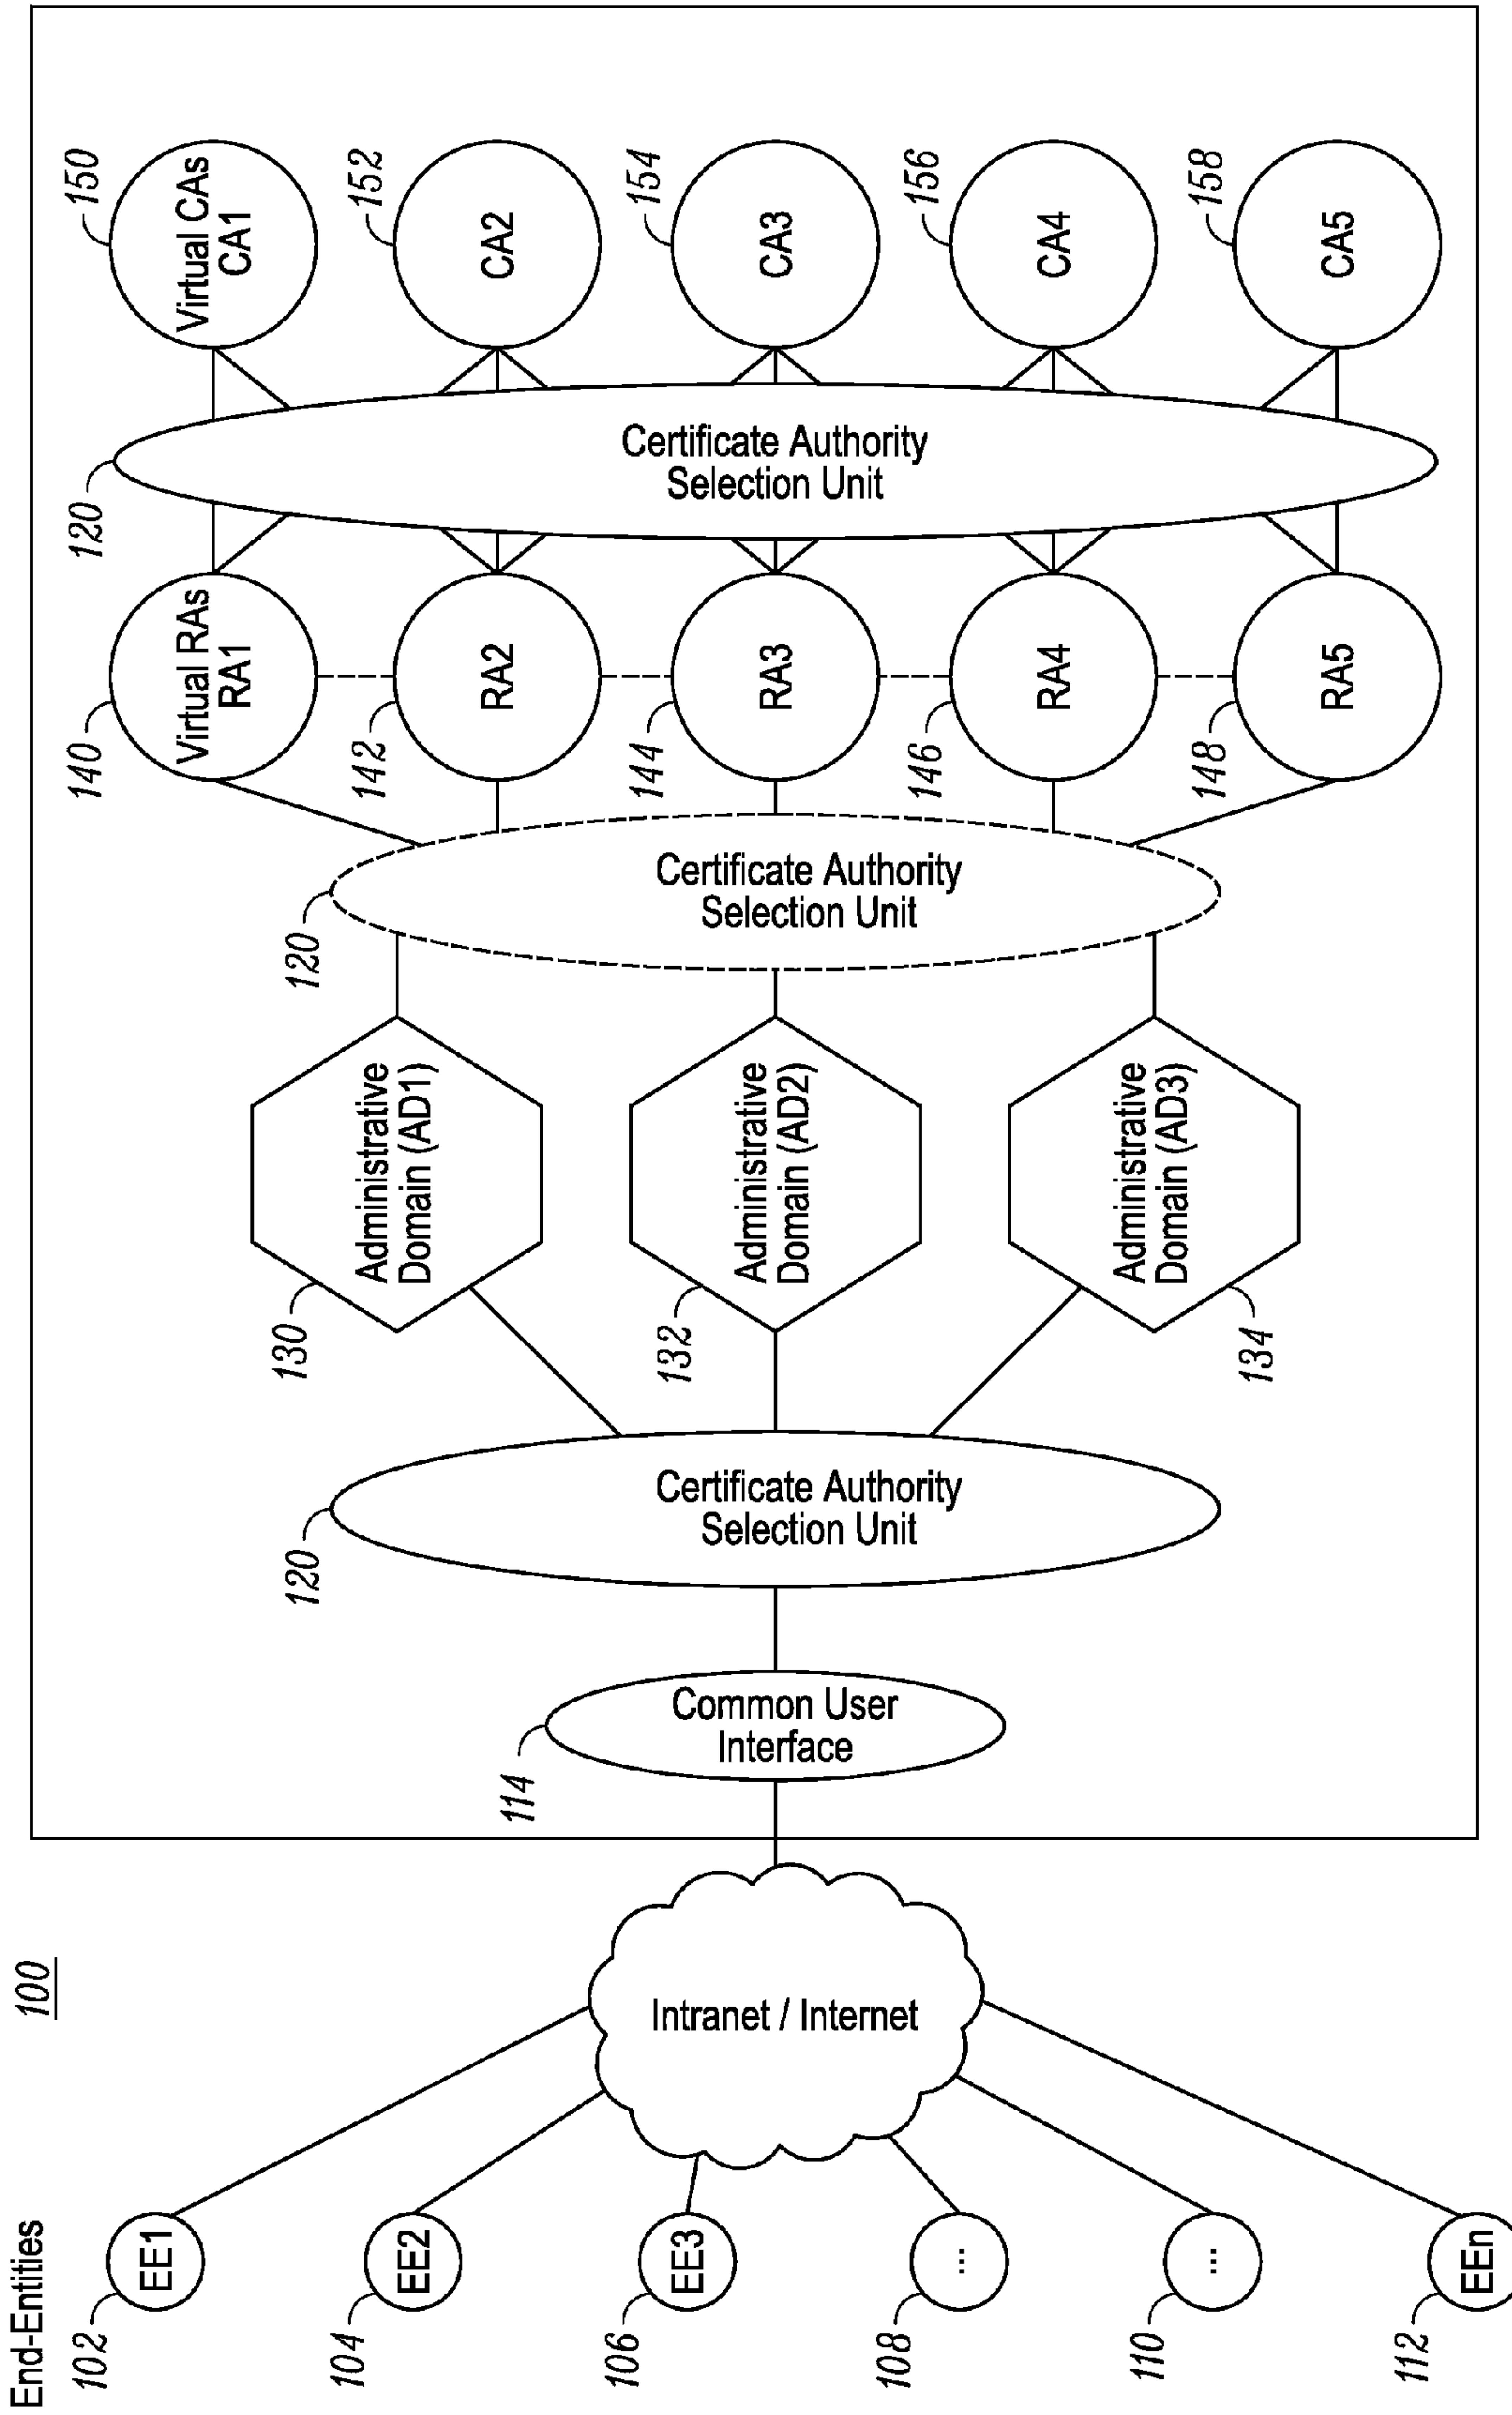 100
End-Entities
102
EE1
104
EE2
106
EE3
108
...
110
...
112
EEn
Intranet / Internet
114
Common User
Interface
120
Certificate Authority
Selection Unit
130
Administrative
Domain (AD1)
132
Administrative
Domain (AD2)
134
Administrative
Domain (AD3)
120
Certificate Authority
Selection Unit
140
Virtual RAs
RA1
142
RA2
144
RA3
146
RA4
148
RA5
120
Certificate Authority
Selection Unit
150
Virtual CAs
CA1
152
CA2
154
CA3
156
CA4
158
CA5